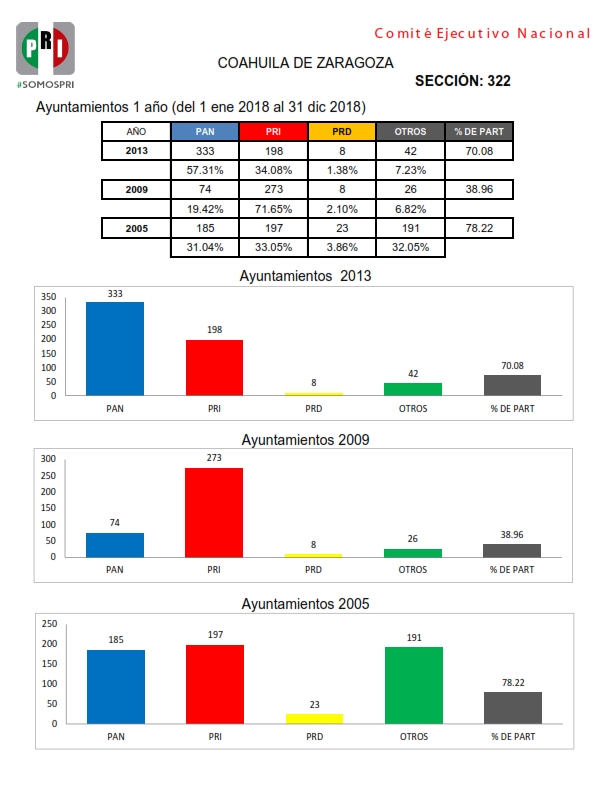 Comité Ejecutivo Nacional
PRI
#SOMOSPRI
COAHUILA DE ZARAGOZA
SECCIÓN: 322
Ayuntamientos 1 año (del 1 ene 2018 al 31 dic 2018)
AÑO PAN PRI PRD OTROS % DE PART
2013 333 198 8 42 70.08
57.31% 34.08% 1.38% 7.23%
2009 74 273 8 26 38.96
19.42% 71.65% 2.10% 6.82%
2005 185 197 23 191 78.22
31.04% 33.05% 3.86% 32.05%
Ayuntamientos 2013
350
300
250
200
150
100
50
0
333
198
8
42
70.08
PAN PRI PRD OTROS % DE PART
Ayuntamientos 2009
300
250
200
150
100
50
0
74
273
8
26
38.96
PAN PRI PRD OTROS % DE PART
Ayuntamientos 2005
250
200
150
100
50
0
185
197
23
191
78.22
PAN PRI PRD OTROS % DE PART